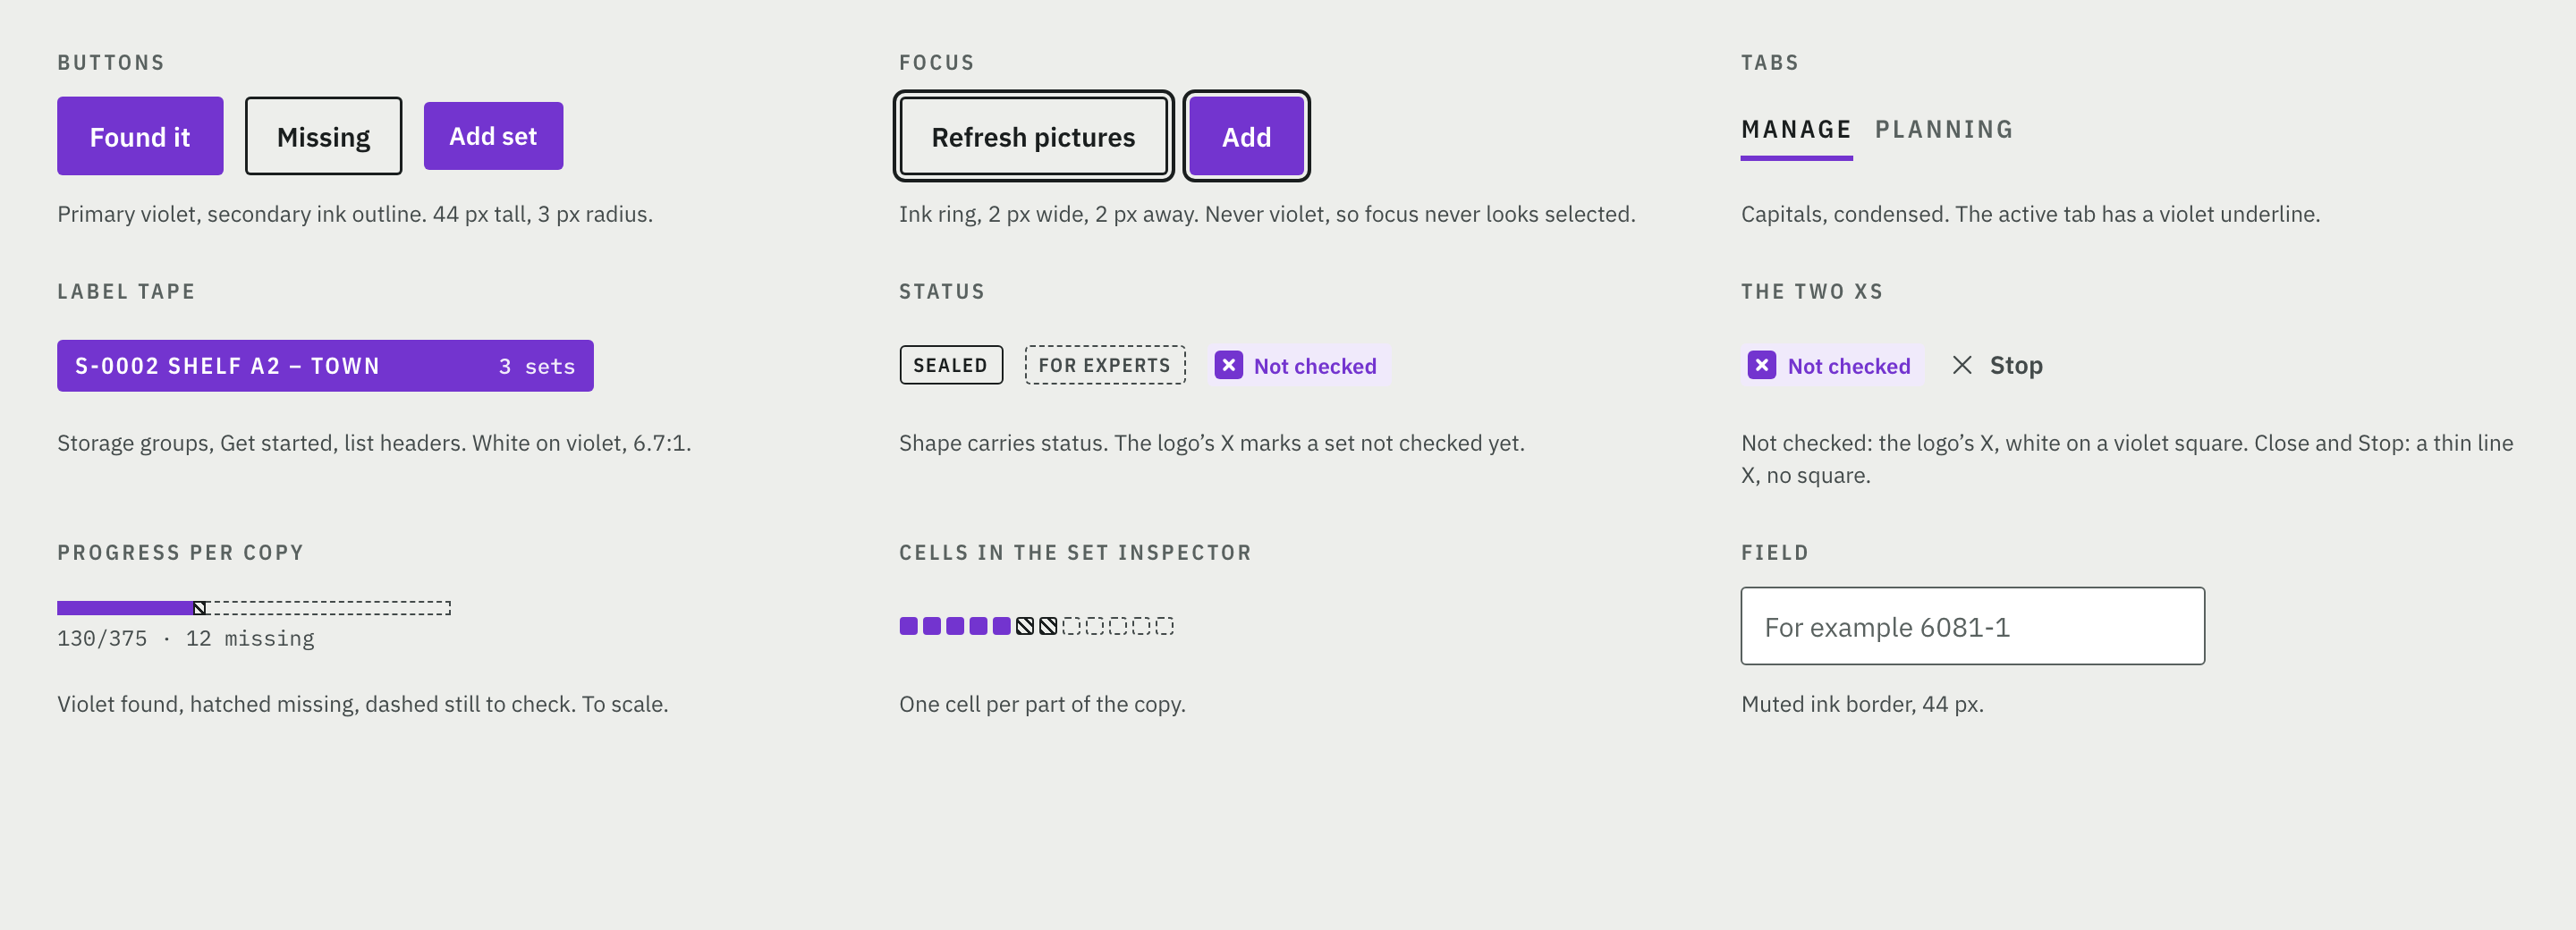 BUTTONS
Found it
Missing
Add set
Primary violet, secondary ink outline. 44 px tall, 3 px radius.
FOCUS
Refresh pictures
Add
Ink ring, 2 px wide, 2 px away. Never violet, so focus never looks selected.
TABS
MANAGE
PLANNING
Capitals, condensed. The active tab has a violet underline.
LABEL TAPE
S-0002 SHELF A2 – TOWN
3 sets
Storage groups, Get started, list headers. White on violet, 6.7:1.
STATUS
SEALED
FOR EXPERTS
Not checked
Shape carries status. The logo’s X marks a set not checked yet.
THE TWO XS
Not checked
Stop
Not checked: the logo’s X, white on a violet square. Close and Stop: a thin line
X, no square.
PROGRESS PER COPY
130/375 · 12 missing
Violet found, hatched missing, dashed still to check. To scale.
CELLS IN THE SET INSPECTOR
One cell per part of the copy.
FIELD
For example 6081-1
Muted ink border, 44 px.